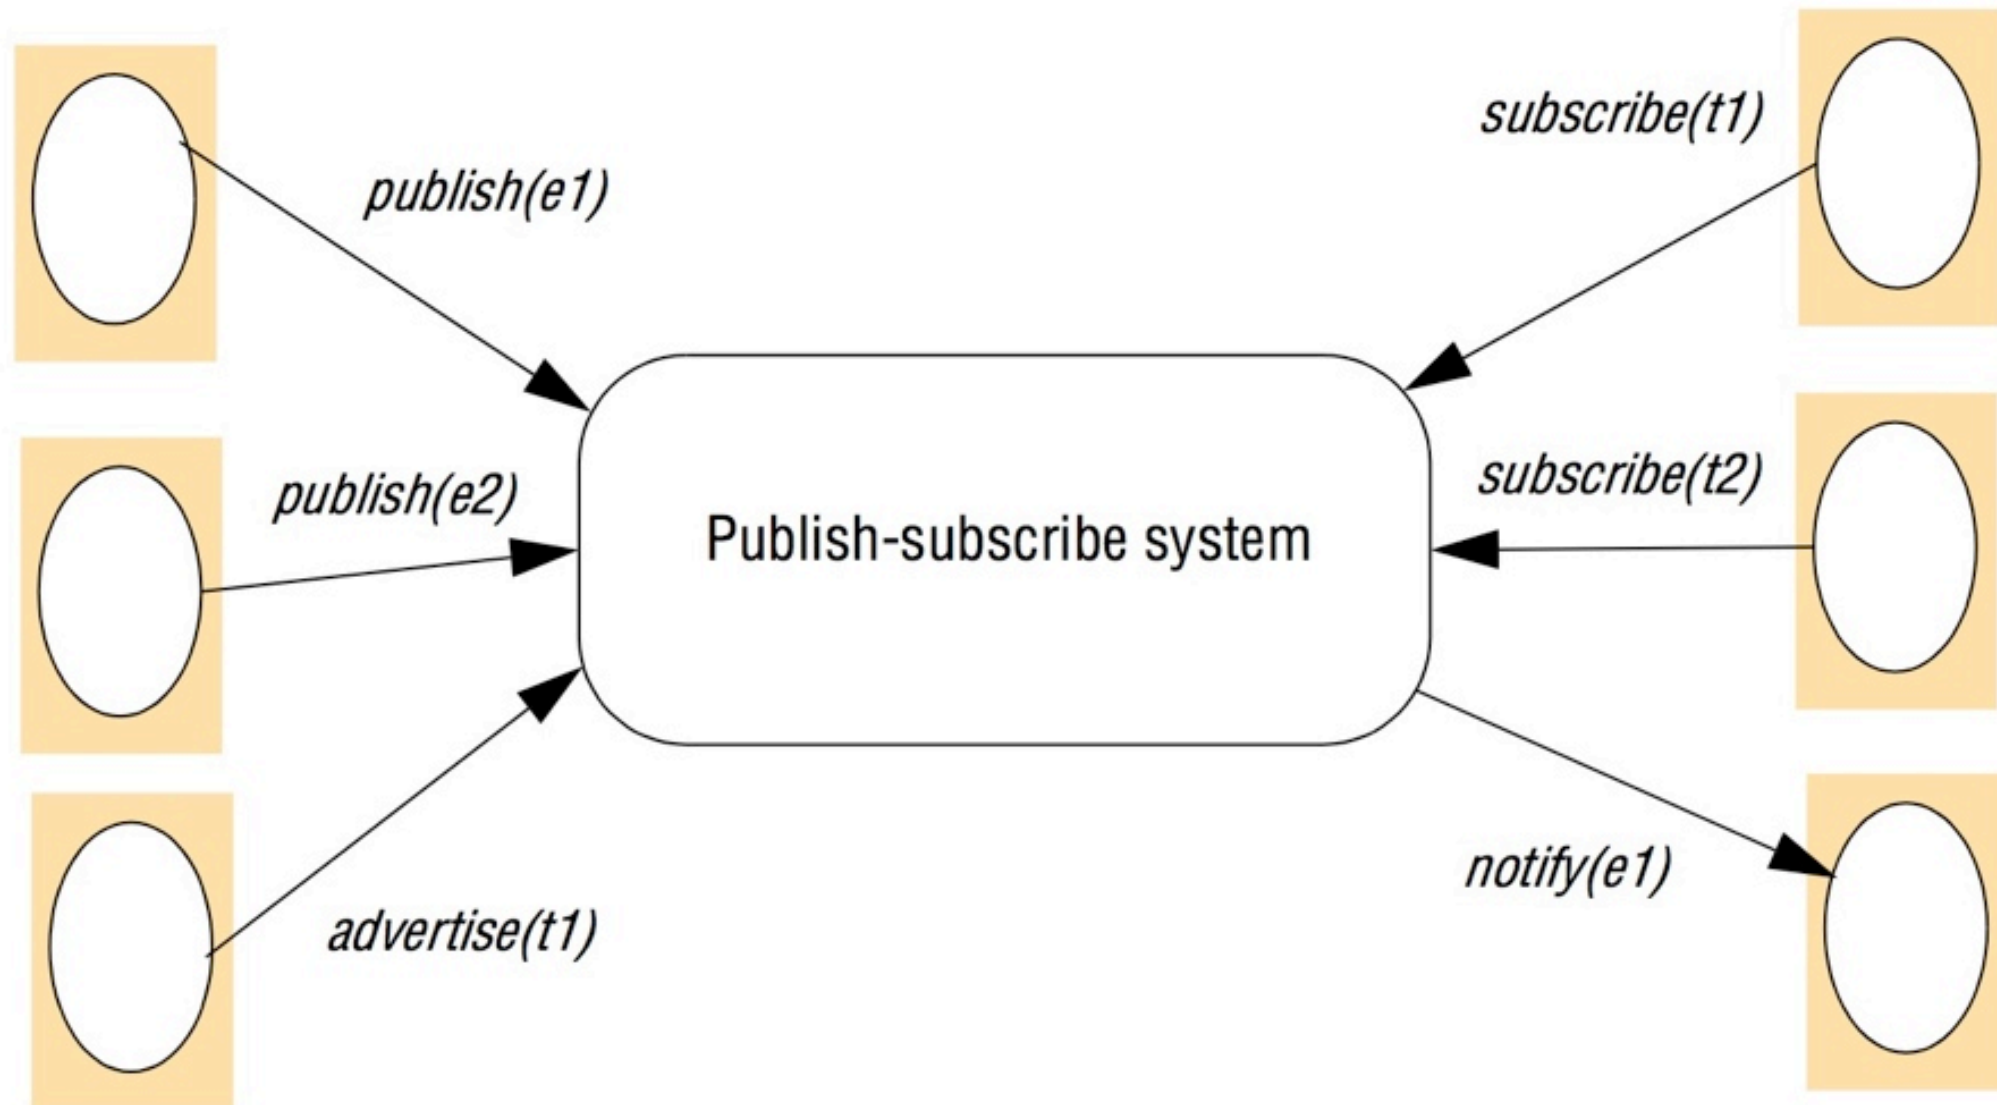 subscribe(t1)
publish(e1)
subscribe(t2)
publish(e2)
Publish-subscribe system
notify(e1)
advertise(t1)